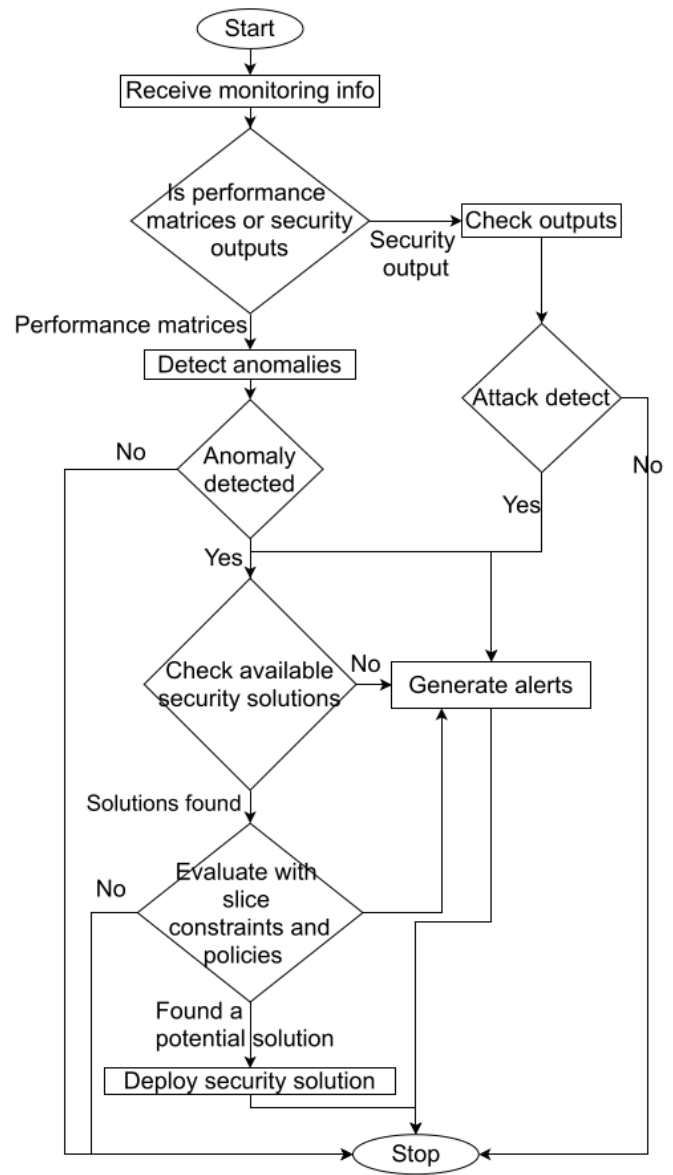 Start
Receive monitoring info
Is performance
matrices or security
outputs
Security
output
Check outputs
Performance matrices
Detect anomalies
Attack detect
No
Anomaly
detected
No
Yes
Yes
Check available
security solutions
No
Generate alerts
Solutions found
No
Evaluate with
slice
constraints and
policies
Found a
potential solution
Deploy security solution
Stop